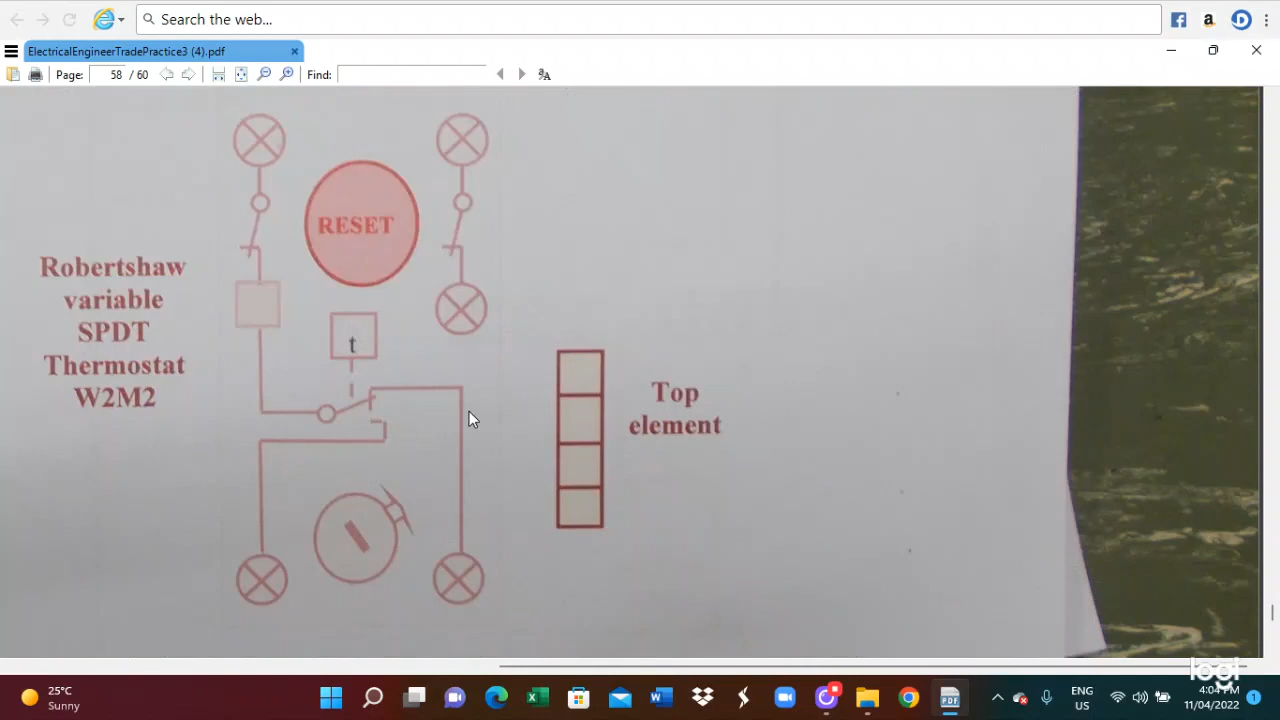 Search the web...
ElectricalEngineerTradePractice3 (4).pdf
Page: 58 / 60 Find:
RESET
Robertshaw
variable
SPDT
Thermostat
W2M2
t
Top
element
25°C
Sunny
ENG
US
4:04 PM
11/04/2022
logi